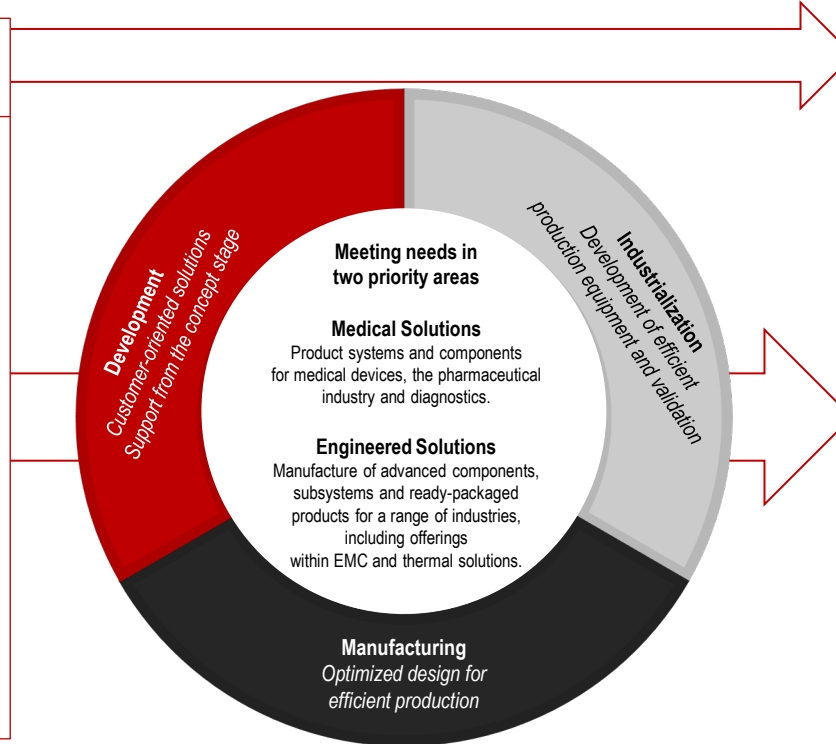 Meeting needs in
two priority areas
Medical Solutions
Product systems and components
for medical devices, the pharmaceutical
industry and diagnostics.
Engineered Solutions
Manufacture of advanced components,
subsystems and ready-packaged
products for a range of industries,
including offerings
within EMC and thermal solutions.
Development
Customer-oriented solutions
Support from the concept stage
Industrialization
Development of efficient
production equipment and validation
Manufacturing
Optimized design for
efficient production